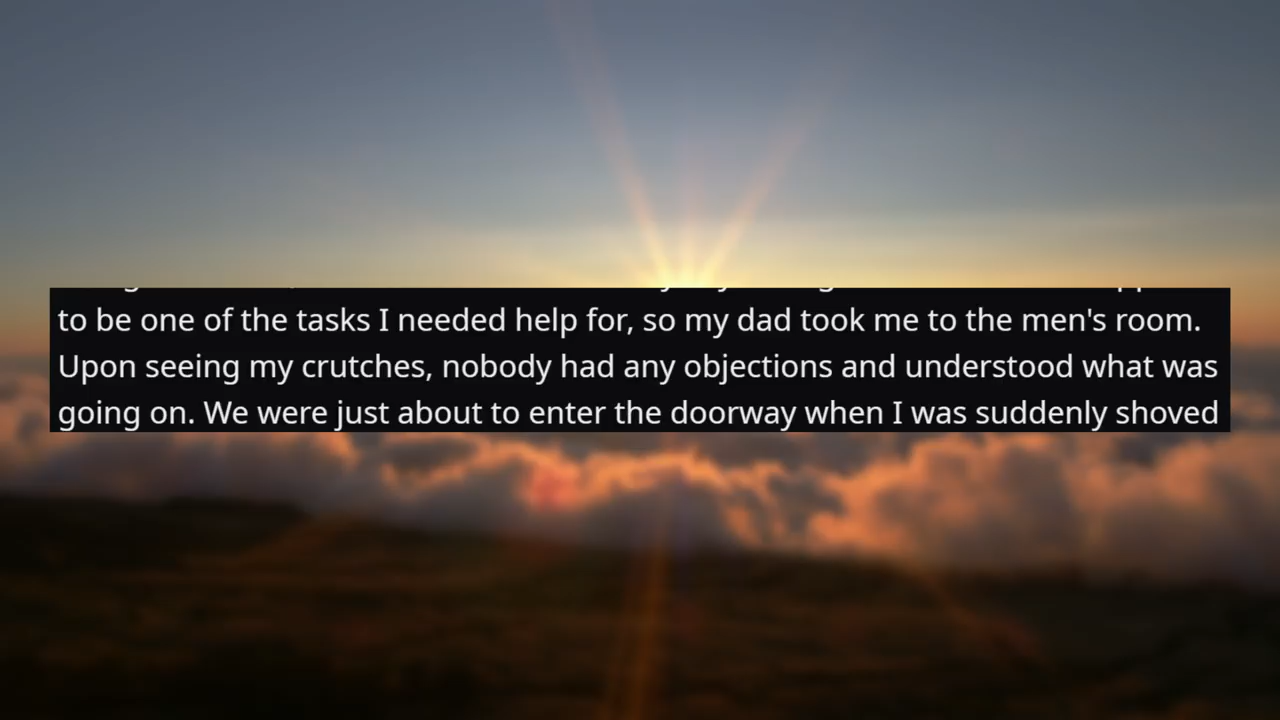 to be one of the tasks I needed help for, so my dad took me to the men's room.
Upon seeing my crutches, nobody had any objections and understood what was
going on. We were just about to enter the doorway when I was suddenly shoved